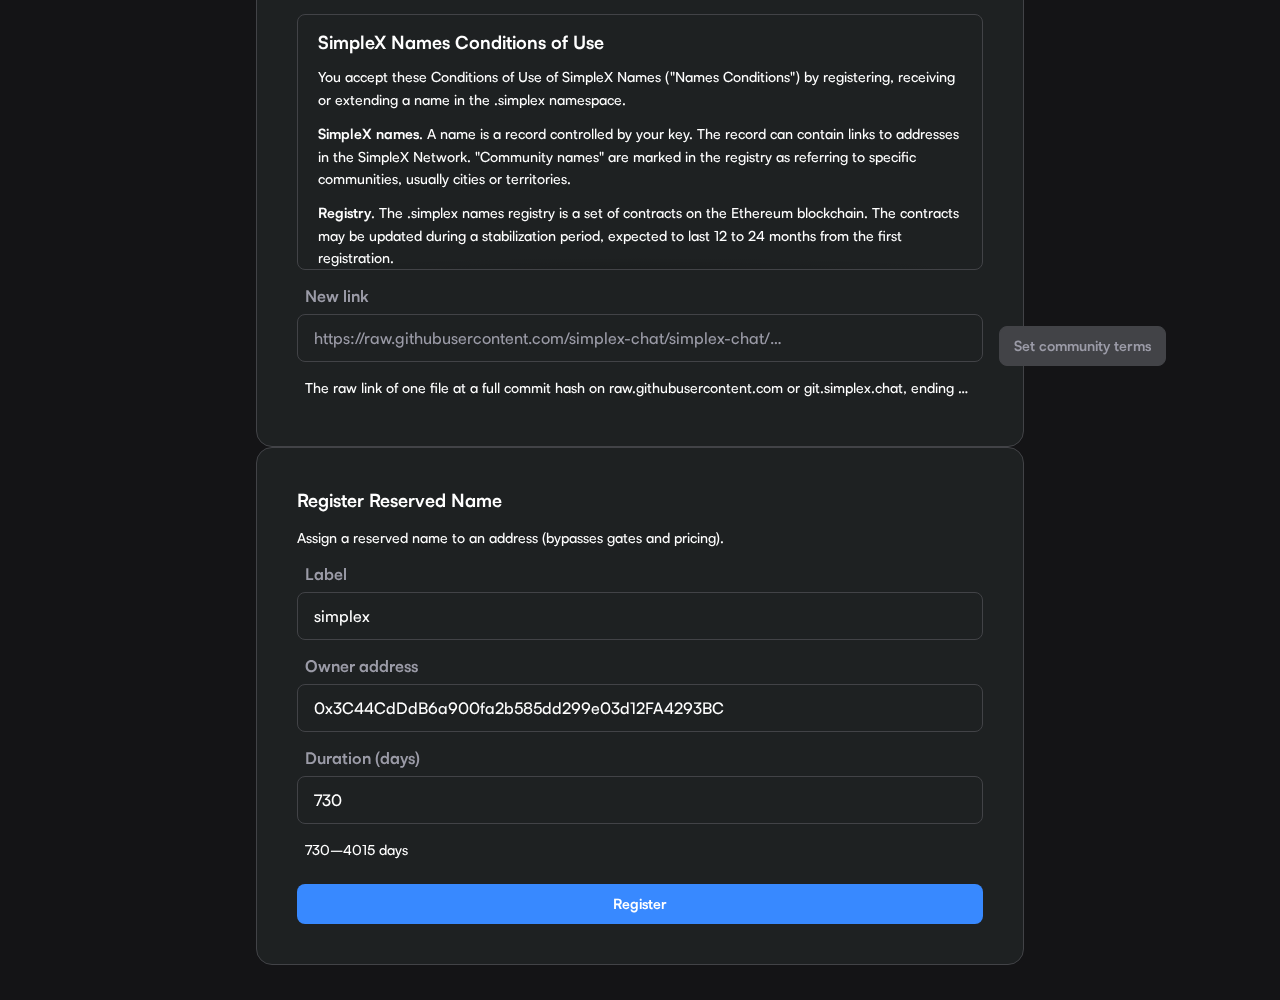 SimpleX Names Conditions of Use
You accept these Conditions of Use of SimpleX Names ("Names Conditions") by registering, receiving
or extending a name in the .simplex namespace.
SimpleX names. A name is a record controlled by your key. The record can contain links to addresses
in the SimpleX Network. "Community names" are marked in the registry as referring to specific
communities, usually cities or territories.
Registry. The .simplex names registry is a set of contracts on the Ethereum blockchain. The contracts
may be updated during a stabilization period, expected to last 12 to 24 months from the first
registration.
New link
https://raw.githubusercontent.com/simplex-chat/simplex-chat/...
Set community terms
The raw link of one file at a full commit hash on raw.githubusercontent.com or git.simplex.chat, ending ...
Register Reserved Name
Assign a reserved name to an address (bypasses gates and pricing).
Label
simplex
Owner address
0x3C44CdDdB6a900fa2b585dd299e03d12FA4293BC
Duration (days)
730
730—4015 days
Register